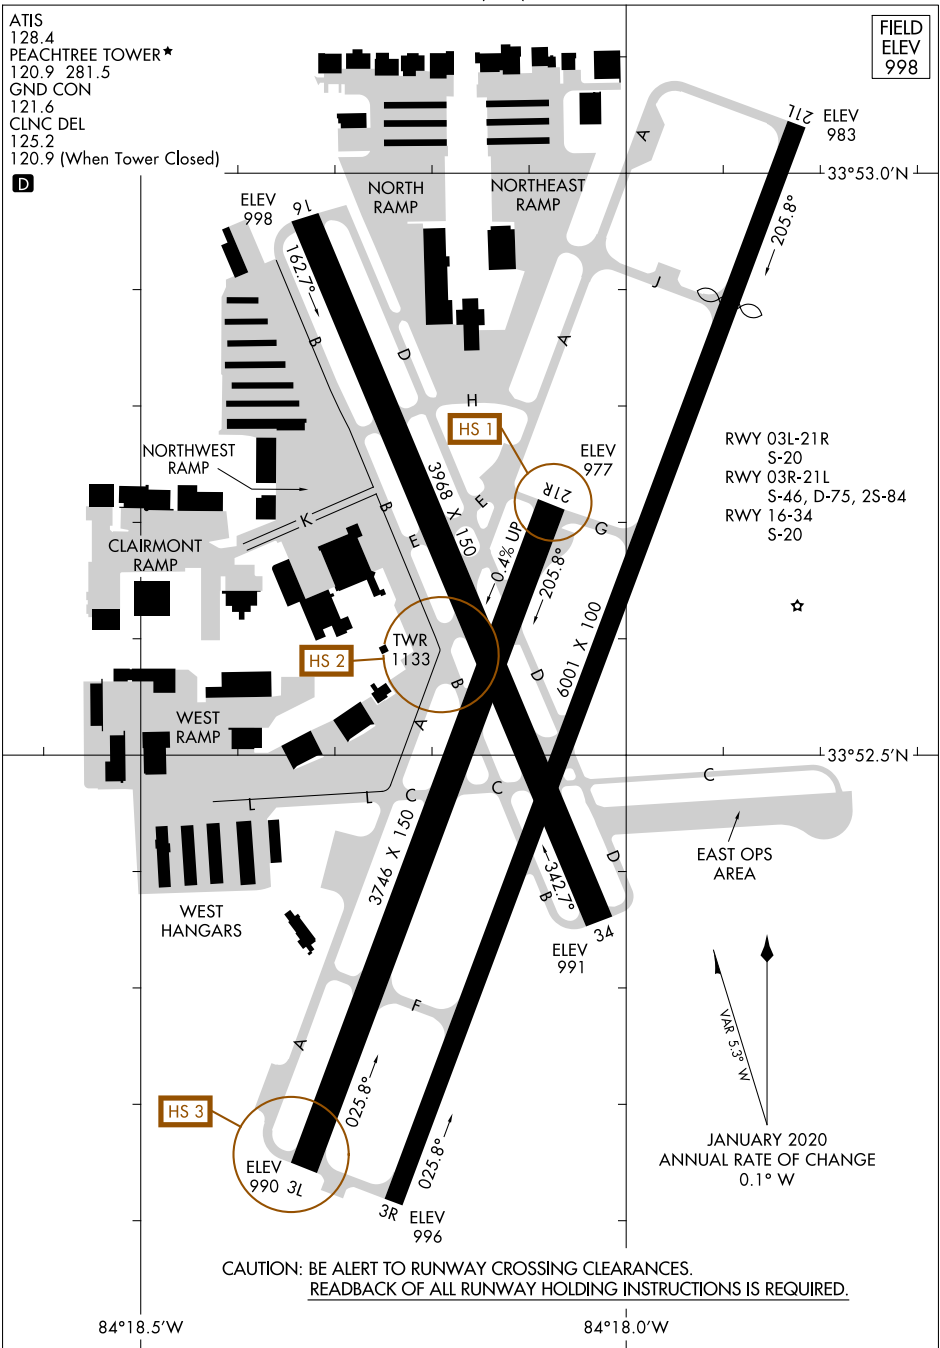 ATIS
128.4
PEACHTREE TOWER★
120.9 281.5
GND CON
121.6
CLNC DEL
125.2
120.9 (When Tower Closed)
D
FIELD
ELEV
998
21L
ELEV
983
33°53.0'N
205.8°
A
NORTH
RAMP
NORTHEAST
RAMP
ELEV
998
16
162.7°
B
D
J
A
H
HS 1
ELEV
977
21R
RWY 03L-21R
S-20
RWY 03R-21L
S-46, D-75, 2S-84
RWY 16-34
S-20
NORTHWEST
RAMP
3968 X 150
E
G
K
B
E
CLAIRMONT
RAMP
0.4% UP
205.8°
6001 X 100
TWR
1133
HS 2
B
D
A
WEST
RAMP
33°52.5'N
L
L
C
C
C
3746 X 150
EAST OPS
AREA
D
342.7°
B
WEST
HANGARS
34
ELEV
991
F
A
VAR 5.3° W
025.8°
025.8°
HS 3
JANUARY 2020
ANNUAL RATE OF CHANGE
0.1° W
ELEV
990
3L
3R
ELEV
996
CAUTION: BE ALERT TO RUNWAY CROSSING CLEARANCES.
READBACK OF ALL RUNWAY HOLDING INSTRUCTIONS IS REQUIRED.
84°18.5'W
84°18.0'W